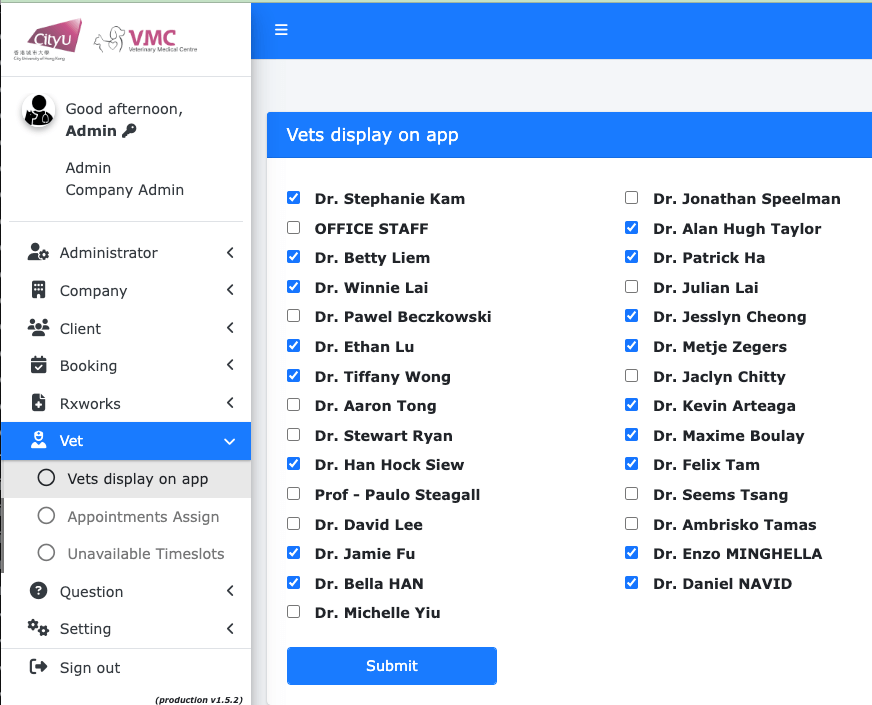 CityU
香港城市大學
City University of Hong Kong
VMC
Veterinary Medical Centre
Good afternoon,
Admin
Admin
Company Admin
Administrator
Company
Client
Booking
Rxworks
Vet
Vets display on app
Appointments Assign
Unavailable Timeslots
Question
Setting
Sign out
(production v1.5.2)
Vets display on app
Dr. Stephanie Kam
Dr. Jonathan Speelman
OFFICE STAFF
Dr. Alan Hugh Taylor
Dr. Betty Liem
Dr. Patrick Ha
Dr. Winnie Lai
Dr. Julian Lai
Dr. Pawel Beczkowski
Dr. Jesslyn Cheong
Dr. Ethan Lu
Dr. Metje Zegers
Dr. Tiffany Wong
Dr. Jaclyn Chitty
Dr. Aaron Tong
Dr. Kevin Arteaga
Dr. Stewart Ryan
Dr. Maxime Boulay
Dr. Han Hock Siew
Dr. Felix Tam
Prof - Paulo Steagall
Dr. Seems Tsang
Dr. David Lee
Dr. Ambrisko Tamas
Dr. Jamie Fu
Dr. Enzo MINGHELLA
Dr. Bella HAN
Dr. Daniel NAVID
Dr. Michelle Yiu
Submit